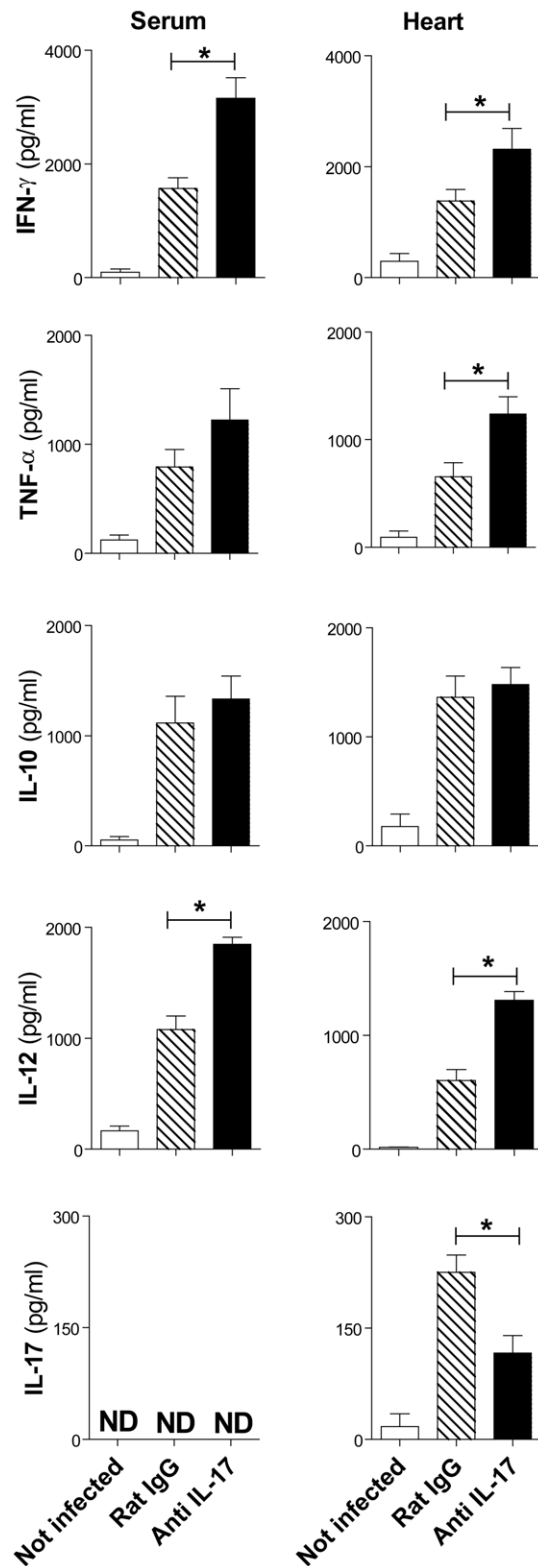 Serum
Heart
IFN-γ (pg/ml)
4000
2000
0
*
4000
2000
0
*
TNF-α (pg/ml)
2000
1000
0
2000
1000
0
*
IL-10 (pg/ml)
2000
1000
0
2000
1000
0
IL-12 (pg/ml)
2000
1000
0
*
2000
1000
0
*
IL-17 (pg/ml)
300
150
0
ND ND ND
300
150
0
*
Not infected
Rat IgG
Anti IL-17
Not infected
Rat IgG
Anti IL-17